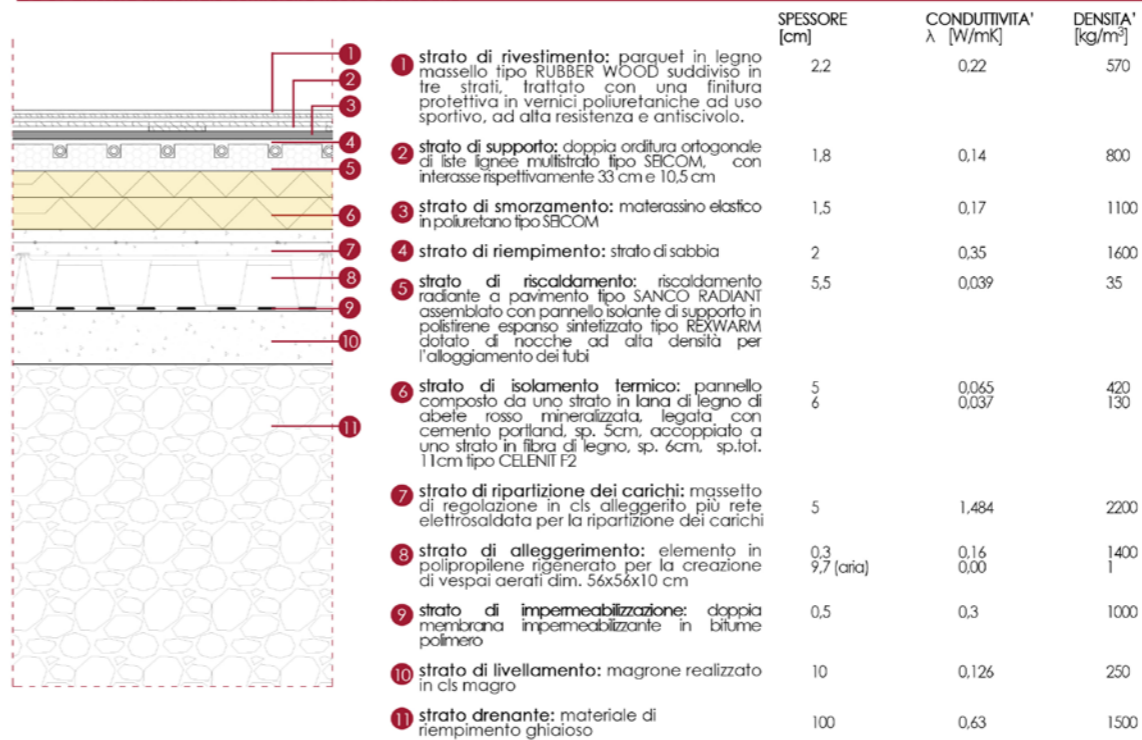 SPESSORE CONDUTTIVITA' DENSITA'
[cm] λ [W/mK] [kg/m³]
1
2
3
4
5
6
7
8
9
10
11
1 strato di rivestimento: parquet in legno 2,2 0,22 570
massello tipo RUBBER WOOD suddiviso in
tre strati, trattato con una finitura
protettiva in vernici poliuretaniche ad uso
sportivo, ad alta resistenza e antiscivolo.
2 strato di supporto: doppia orditura ortogonale 1,8 0,14 800
di liste lignee multistrato tipo SEICOM, con
interasse rispettivamente 33 cm e 10,5 cm
3 strato di smorzamento: materassino elastico 1,5 0,17 1100
in poliuretano tipo SEICOM
4 strato di riempimento: strato di sabbia 2 0,35 1600
5 strato di riscaldamento: riscaldamento 5,5 0,039 35
radiante a pavimento tipo SANCO RADIANT
assemblato con pannello isolante di supporto in
polistirene espanso sintetizzato tipo REXWARM
dotato di nocche ad alta densità per
l'alloggiamento dei tubi
6 strato di isolamento termico: pannello 5 0,065 420
composto da uno strato in lana di legno di 6 0,037 130
abete rosso mineralizzata, legata con
cemento portland, sp. 5cm, accoppiato a
uno strato in fibra di legno, sp. 6cm, sp.tot.
11cm tipo CELENIT F2
7 strato di ripartizione dei carichi: massetto
di regolazione in cls alleggerito più rete 5 1,484 2200
elettrosaldata per la ripartizione dei carichi
8 strato di alleggerimento: elemento in 0,3 0,16 1400
polipropilene rigenerato per la creazione 9,7 (aria) 0,00 1
di vespai aerati dim. 56x56x10 cm
9 strato di impermeabilizzazione: doppia 0,5 0,3 1000
membrana impermeabilizzante in bitume
polimero
10 strato di livellamento: magrone realizzato 10 0,126 250
in cls magro
11 strato drenante: materiale di 100 0,63 1500
riempimento ghiaioso